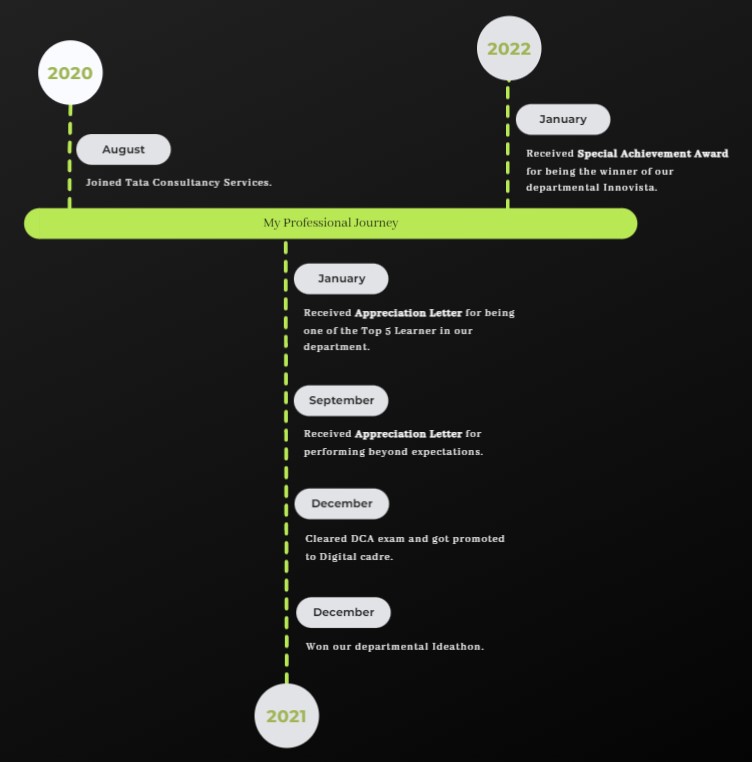 2020
August
Joined Tata Consultancy Services.
2022
January
Received Special Achievement Award
for being the winner of our
departmental Innovista.
My Professional Journey
January
Received Appreciation Letter for being
one of the Top 5 Learner in our
department.
September
Received Appreciation Letter for
performing beyond expectations.
December
Cleared DCA exam and got promoted
to Digital cadre.
December
Won our departmental Ideathon.
2021